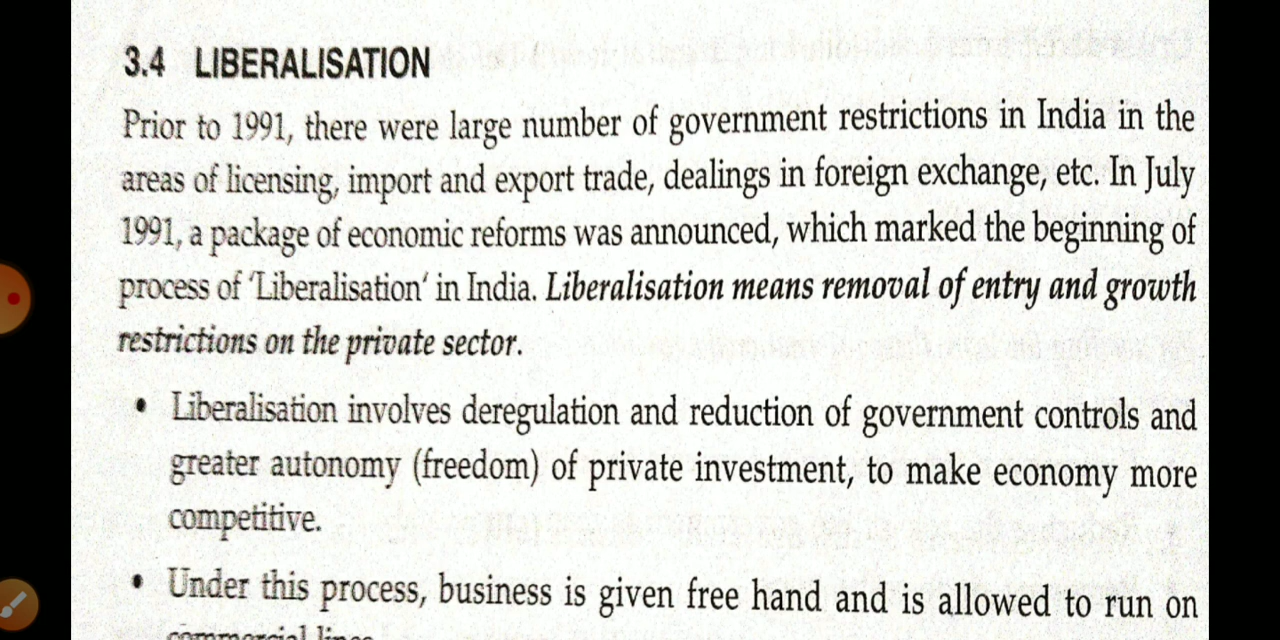 3.4 LIBERALISATION
Prior to 1991, there were large number of government restrictions in India in the
areas of licensing, import and export trade, dealings in foreign exchange, etc. In July
1991, a package of economic reforms was announced, which marked the beginning of
process of ‘Liberalisation‘ in India. Liberalisation means removal of entry and growth
restrictions on the private sector.
• Liberalisation involves deregulation and reduction of government controls and
greater autonomy (freedom) of private investment, to make economy more
competitive.
• Under this process, business is given free hand and is allowed to run on
commercial lines.